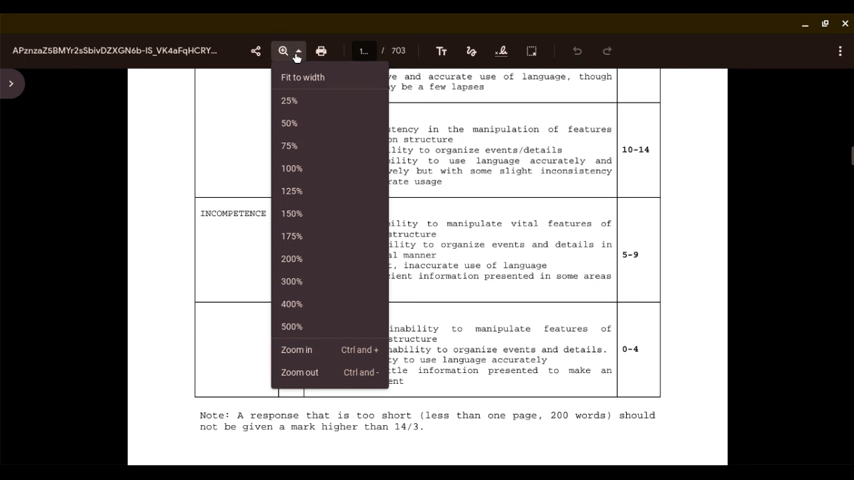 APznzaZ5BMYr2sSbivDZXGN6b-IS_VK4aFqHCRY...
1... / 703
Fit to width
25%
50%
75%
100%
125%
150%
175%
200%
300%
400%
500%
Zoom in Ctrl and +
Zoom out Ctrl and -
ve and accurate use of language, though
y be a few lapses
tency in the manipulation of features
on structure
lity to organize events/details
bility to use language accurately and
vely but with some slight inconsistency
rate usage
10-14
INCOMPETENCE
ility to manipulate vital features of
structure
ility to organize events and details in
al manner
t, inaccurate use of language
cient information presented in some areas
5-9
inability to manipulate features of
structure
nability to organize events and details.
ty to use language accurately
ttle information presented to make an
ent
0-4
Note: A response that is too short (less than one page, 200 words) should
not be given a mark higher than 14/3.